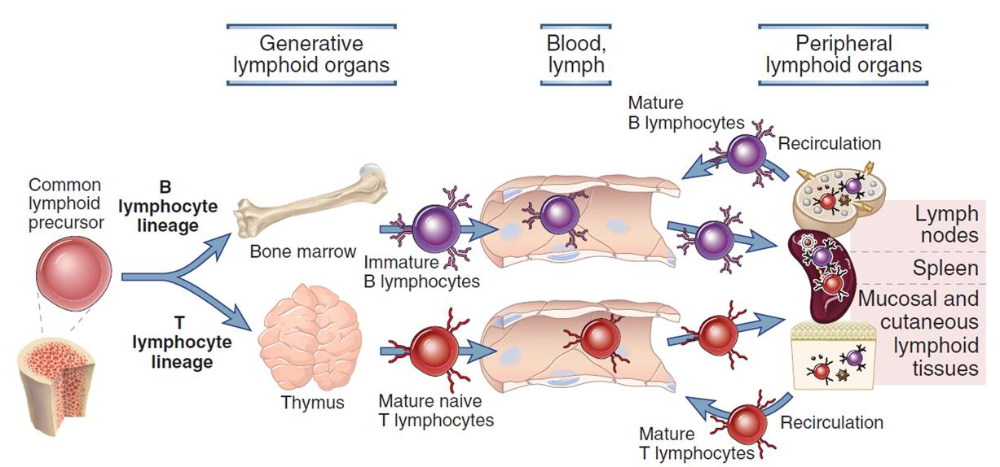 Generative
lymphoid organs
Blood,
lymph
Peripheral
lymphoid organs
Mature
B lymphocytes
Recirculation
Common
lymphoid
precursor
B
lymphocyte
lineage
Bone marrow
Immature
B lymphocytes
Lymph
nodes
Spleen
Mucosal and
cutaneous
lymphoid
tissues
T
lymphocyte
lineage
Thymus
Mature naive
T lymphocytes
Mature
T lymphocytes
Recirculation